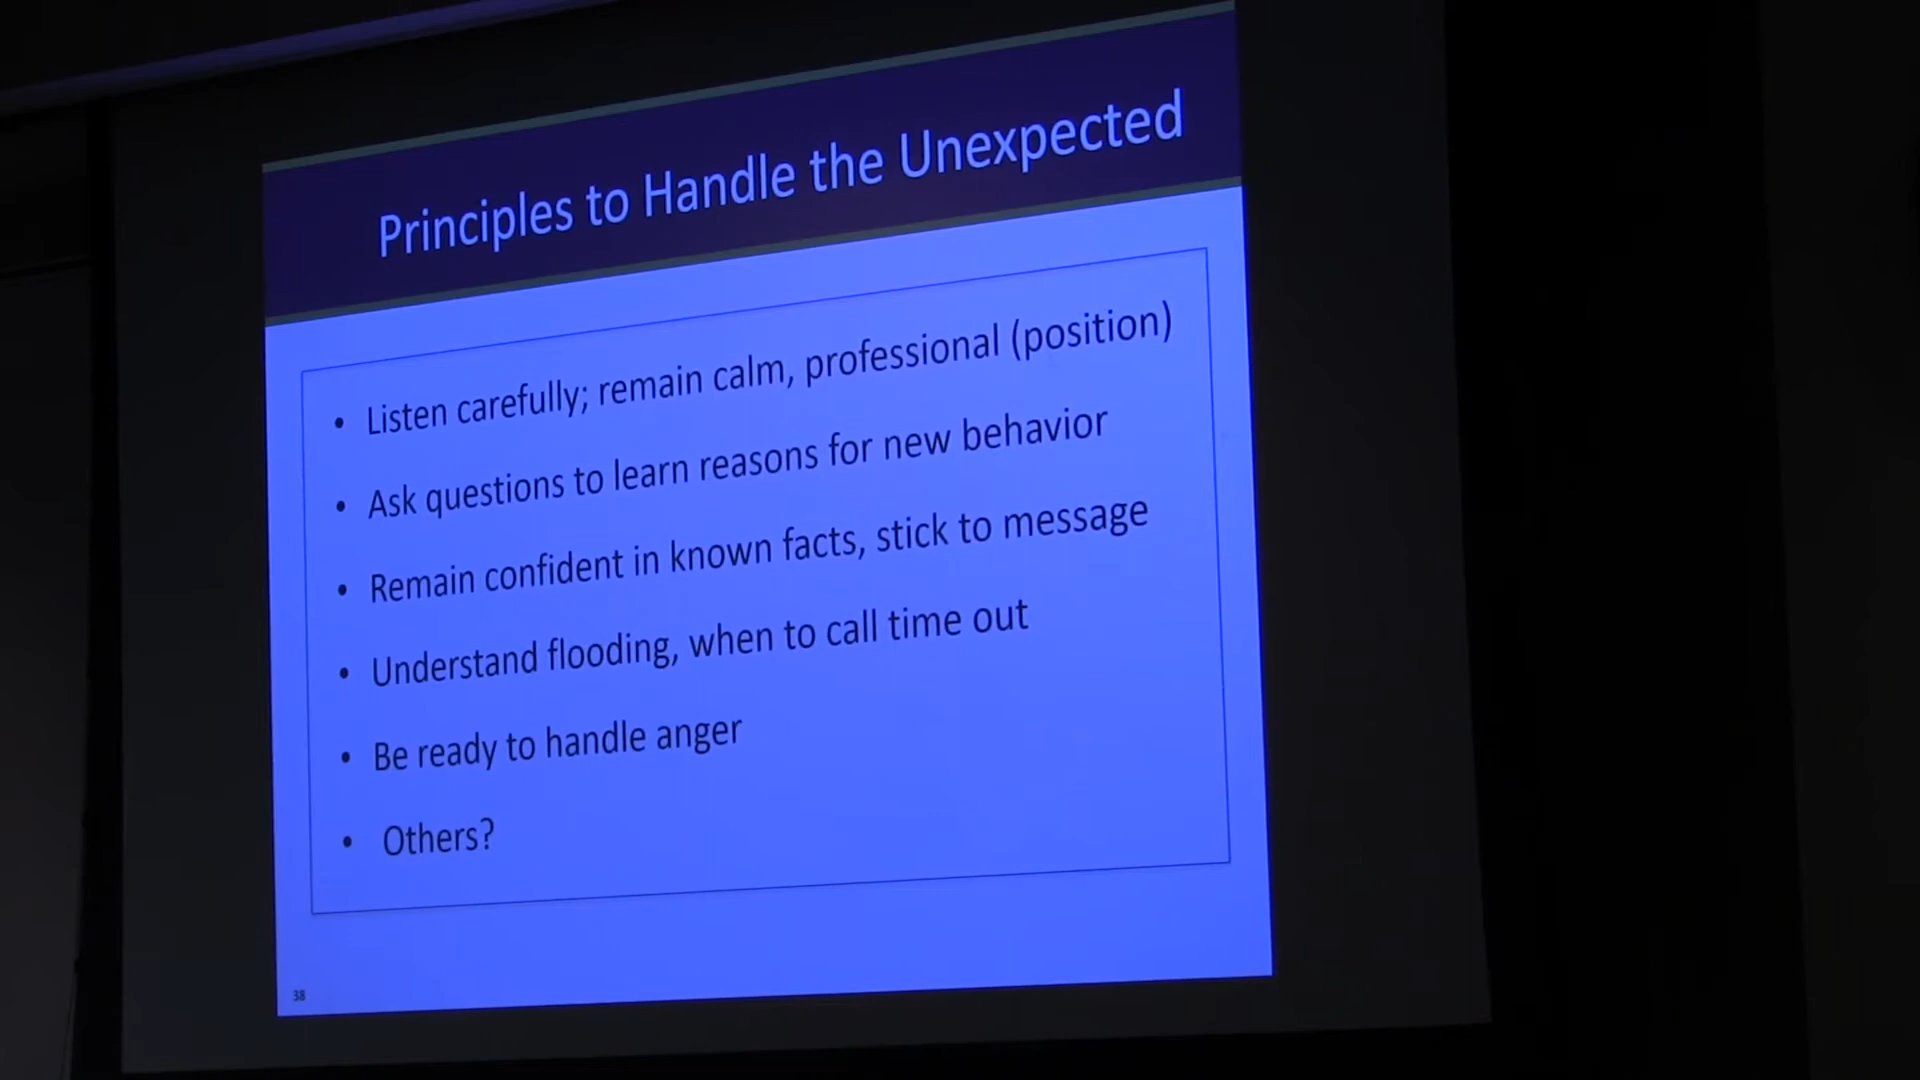 Principles to Handle the Unexpected
• Listen carefully; remain calm, professional (position)
• Ask questions to learn reasons for new behavior
• Remain confident in known facts, stick to message
• Understand flooding, when to call time out
• Be ready to handle anger
• Others?
38